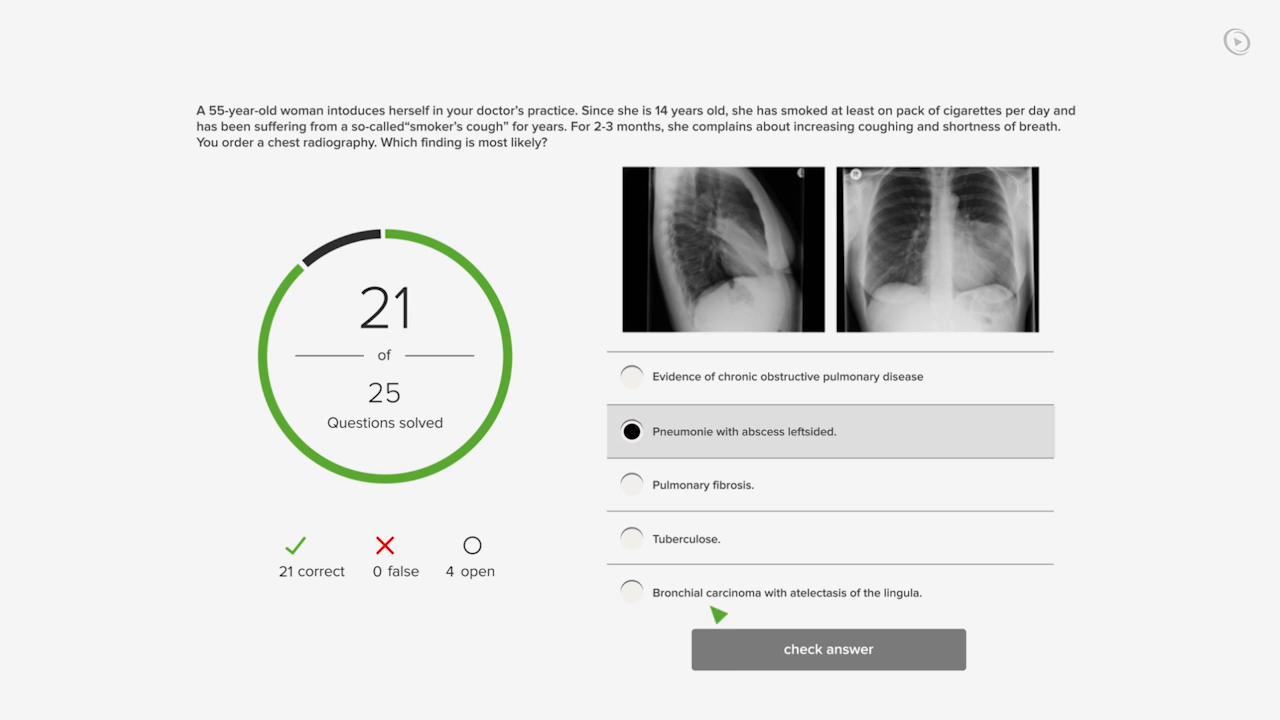 A 55-year-old woman intoduces herself in your doctor's practice. Since she is 14 years old, she has smoked at least on pack of cigarettes per day and
has been suffering from a so-called“smoker's cough” for years. For 2-3 months, she complains about increasing coughing and shortness of breath.
You order a chest radiography. Which finding is most likely?
21
of
25
Questions solved
21 correct
0 false
4 open
Evidence of chronic obstructive pulmonary disease
Pneumonie with abscess leftsided.
Pulmonary fibrosis.
Tuberculose.
Bronchial carcinoma with atelectasis of the lingula.
check answer